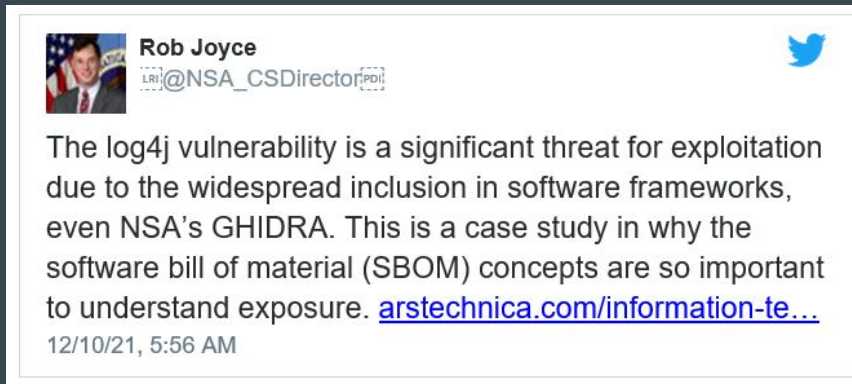 Rob Joyce
LRI@NSA_CSDirectorPDI
The log4j vulnerability is a significant threat for exploitation
due to the widespread inclusion in software frameworks,
even NSA’s GHIDRA. This is a case study in why the
software bill of material (SBOM) concepts are so important
to understand exposure. arstechnica.com/information-te…
12/10/21, 5:56 AM